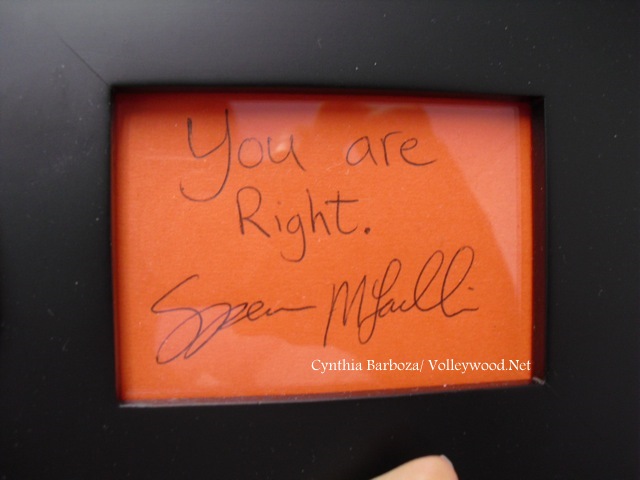 You are
Right.
Cynthia Barboza/ Volleywood.Net